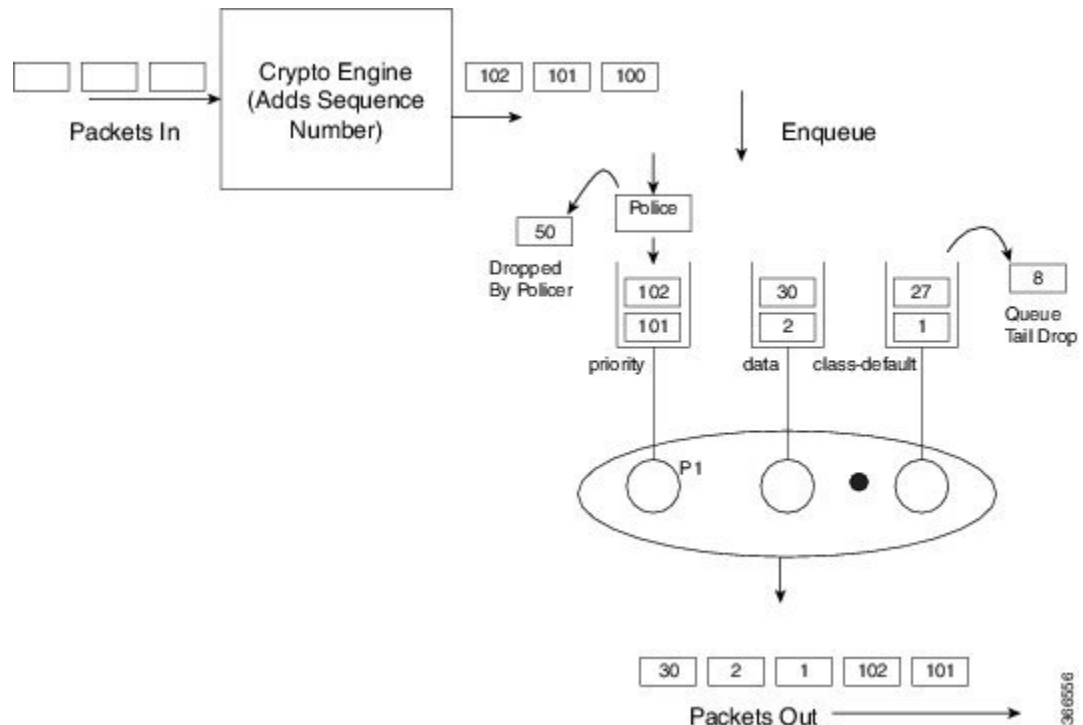 Crypto Engine
(Adds Sequence
Number)
102 101 100
Packets In
Enqueue
Police
50
Dropped
By Policer
8
Queue
Tail Drop
102 30 27
101 2 1
priority data class-default
P1
30 2 1 102 101
Packets Out
366556